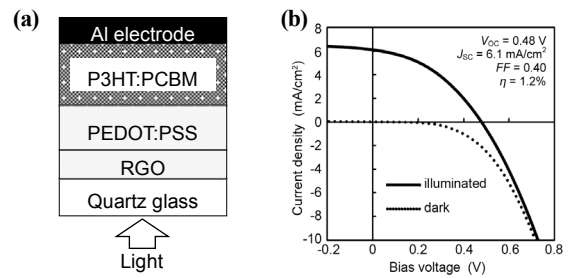 (a)
Al electrode
P3HT:PCBM
PEDOT:PSS
RGO
Quartz glass
Light
(b)
V_OC = 0.48 V
J_SC = 6.1 mA/cm²
FF = 0.40
η = 1.2%
8
6
4
2
0
-2
-4
-6
-8
-10
Current density (mA/cm²)
illuminated
dark
-0.2 0 0.2 0.4 0.6 0.8
Bias voltage (V)